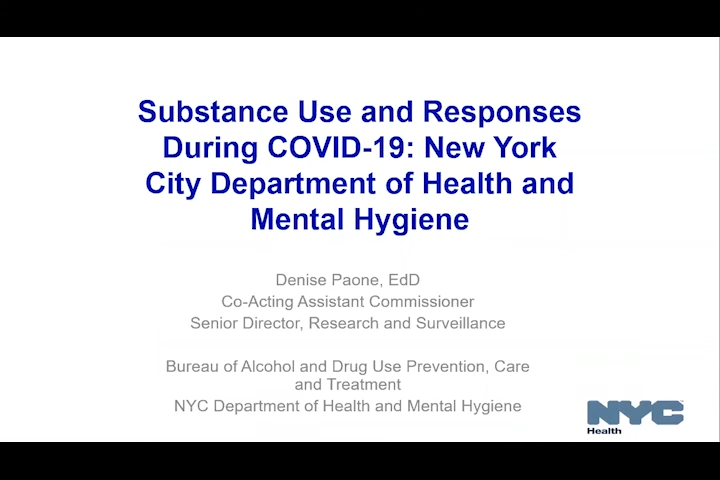 Substance Use and Responses
During COVID-19: New York
City Department of Health and
Mental Hygiene
Denise Paone, EdD
Co-Acting Assistant Commissioner
Senior Director, Research and Surveillance
Bureau of Alcohol and Drug Use Prevention, Care
and Treatment
NYC Department of Health and Mental Hygiene
NYC
Health